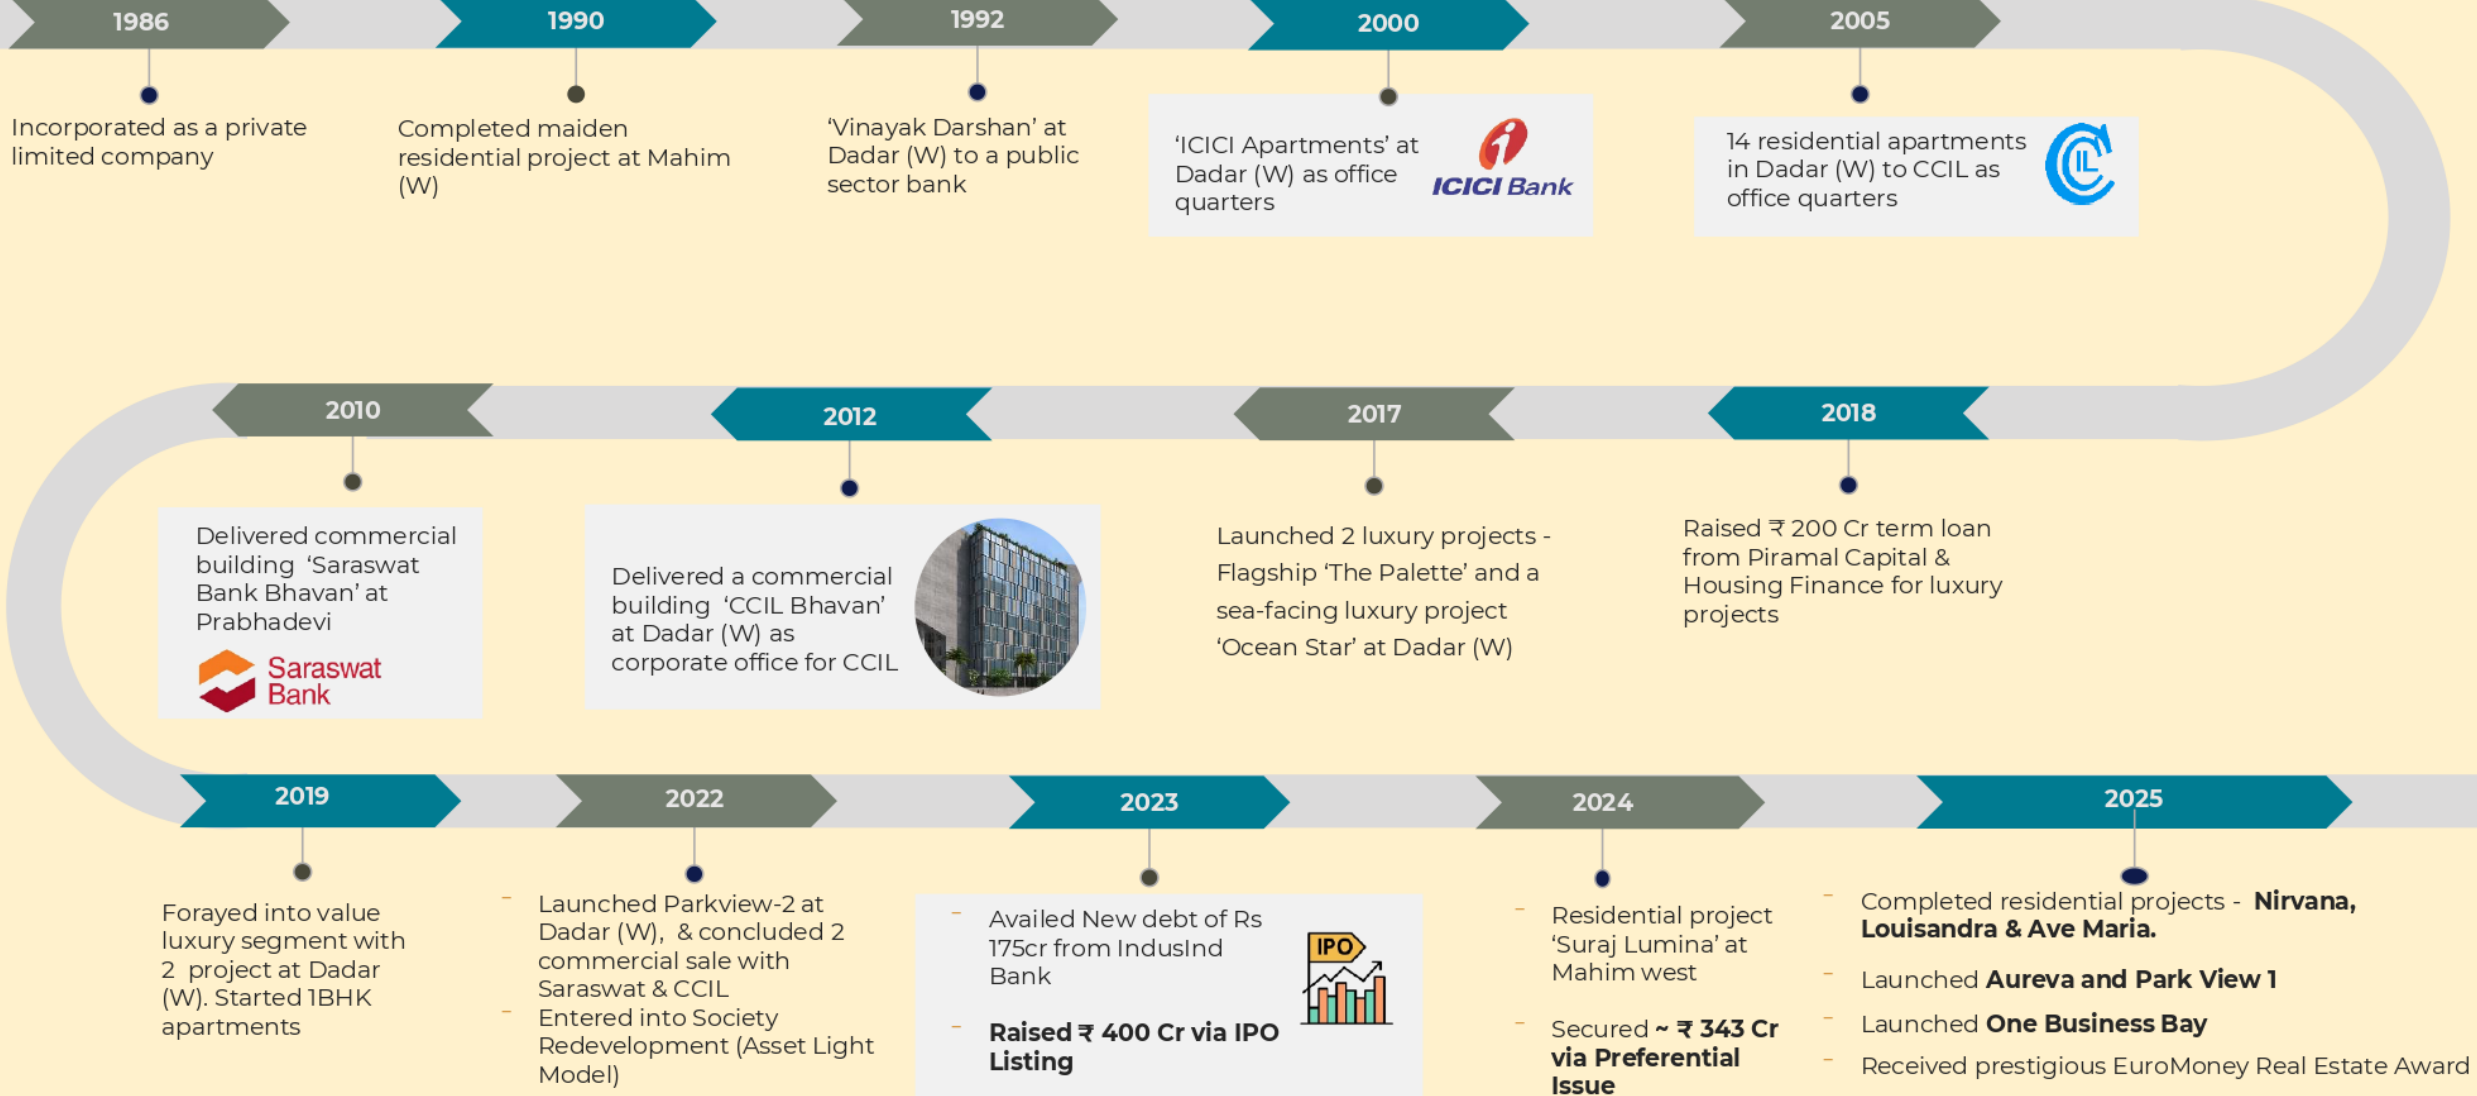 1986
Incorporated as a private
limited company
1990
Completed maiden
residential project at Mahim
(W)
1992
‘Vinayak Darshan’ at
Dadar (W) to a public
sector bank
2000
‘ICICI Apartments’ at
Dadar (W) as office
quarters
ICICI Bank
2005
14 residential apartments
in Dadar (W) to CCIL as
office quarters
CCIL
2010
Delivered commercial
building ‘Saraswat
Bank Bhavan’ at
Prabhadevi
Saraswat
Bank
2012
Delivered a commercial
building ‘CCIL Bhavan’
at Dadar (W) as
corporate office for CCIL
2017
Launched 2 luxury projects -
Flagship ‘The Palette’ and a
sea-facing luxury project
‘Ocean Star’ at Dadar (W)
2018
Raised ₹ 200 Cr term loan
from Piramal Capital &
Housing Finance for luxury
projects
2019
Forayed into value
luxury segment with
2 project at Dadar
(W). Started 1BHK
apartments
2022
- Launched Parkview-2 at
Dadar (W), & concluded 2
commercial sale with
Saraswat & CCIL
- Entered into Society
Redevelopment (Asset Light
Model)
2023
- Availed New debt of Rs
175cr from IndusInd
Bank
- Raised ₹ 400 Cr via IPO
Listing
IPO
2024
- Residential project
‘Suraj Lumina’ at
Mahim west
- Secured ~ ₹ 343 Cr
via Preferential
Issue
2025
- Completed residential projects - Nirvana,
Louisandra & Ave Maria.
- Launched Aureva and Park View 1
- Launched One Business Bay
- Received prestigious EuroMoney Real Estate Award